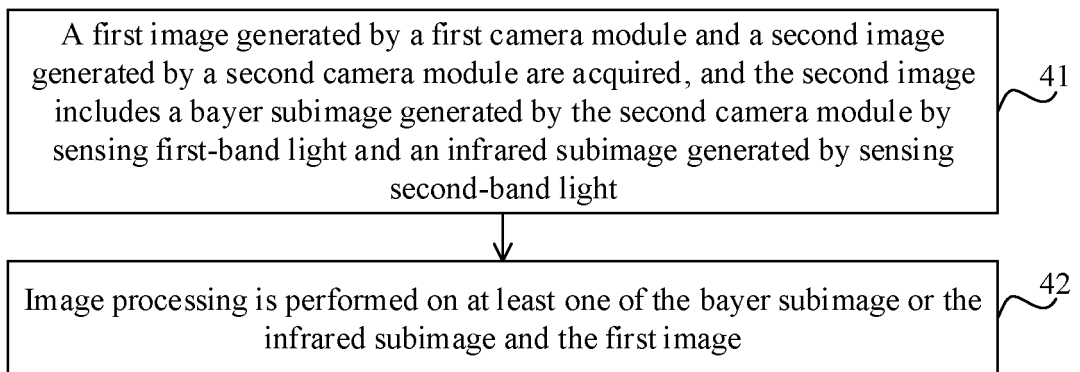 A first image generated by a first camera module and a second image
generated by a second camera module are acquired, and the second image
includes a bayer subimage generated by the second camera module by
sensing first-band light and an infrared subimage generated by sensing
second-band light
41
Image processing is performed on at least one of the bayer subimage or the
infrared subimage and the first image
42